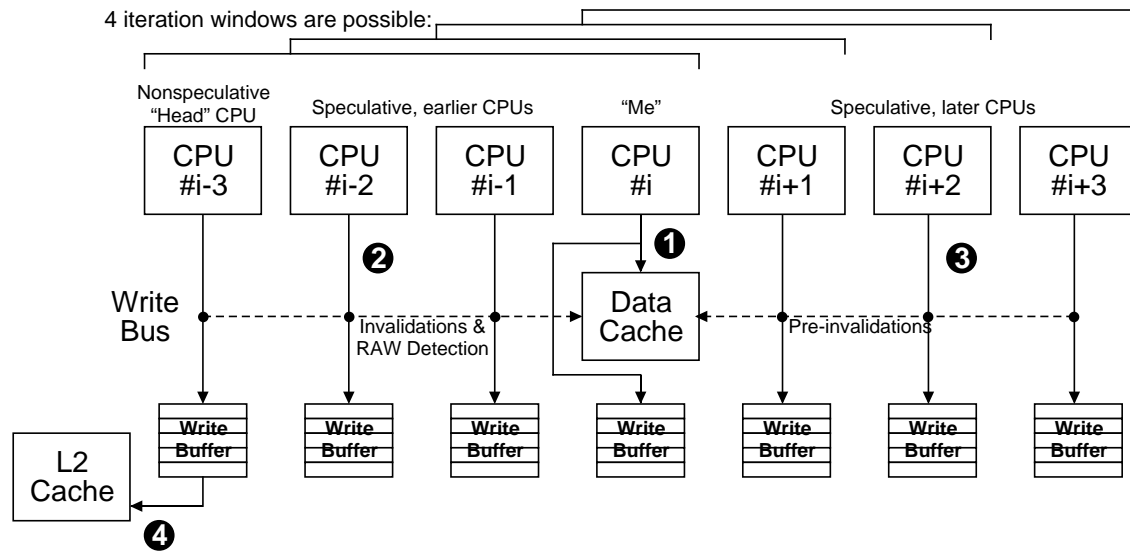 4 iteration windows are possible:
Nonspeculative
“Head” CPU
Speculative, earlier CPUs
“Me”
Speculative, later CPUs
CPU
#i-3
CPU
#i-2
CPU
#i-1
CPU
#i
CPU
#i+1
CPU
#i+2
CPU
#i+3
1
2
3
Write
Bus
Invalidations &
RAW Detection
Data
Cache
Pre-invalidations
Write
Buffer
Write
Buffer
Write
Buffer
Write
Buffer
Write
Buffer
Write
Buffer
Write
Buffer
L2
Cache
4